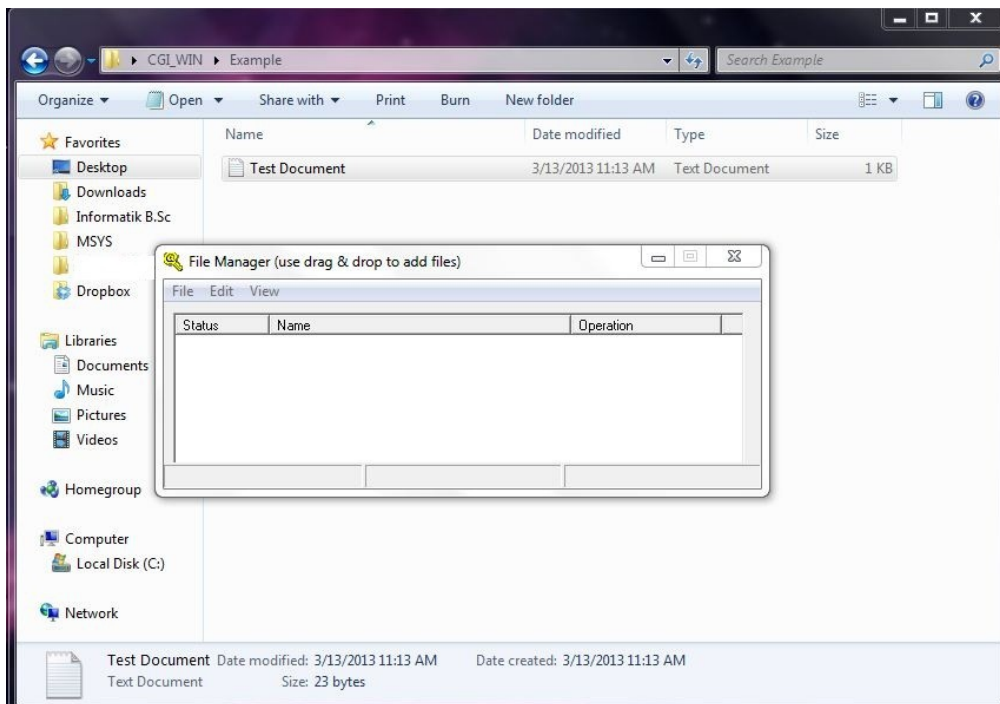 CGI_WIN Example
Search Example
Organize Open Share with Print Burn New folder
Favorites
Desktop
Downloads
Informatik B.Sc
MSYS
Dropbox
Libraries
Documents
Music
Pictures
Videos
Homegroup
Computer
Local Disk (C:)
Network
Name Date modified Type Size
Test Document 3/13/2013 11:13 AM Text Document 1 KB
File Manager (use drag & drop to add files)
File Edit View
Status Name Operation
Test Document Date modified: 3/13/2013 11:13 AM Date created: 3/13/2013 11:13 AM
Text Document Size: 23 bytes